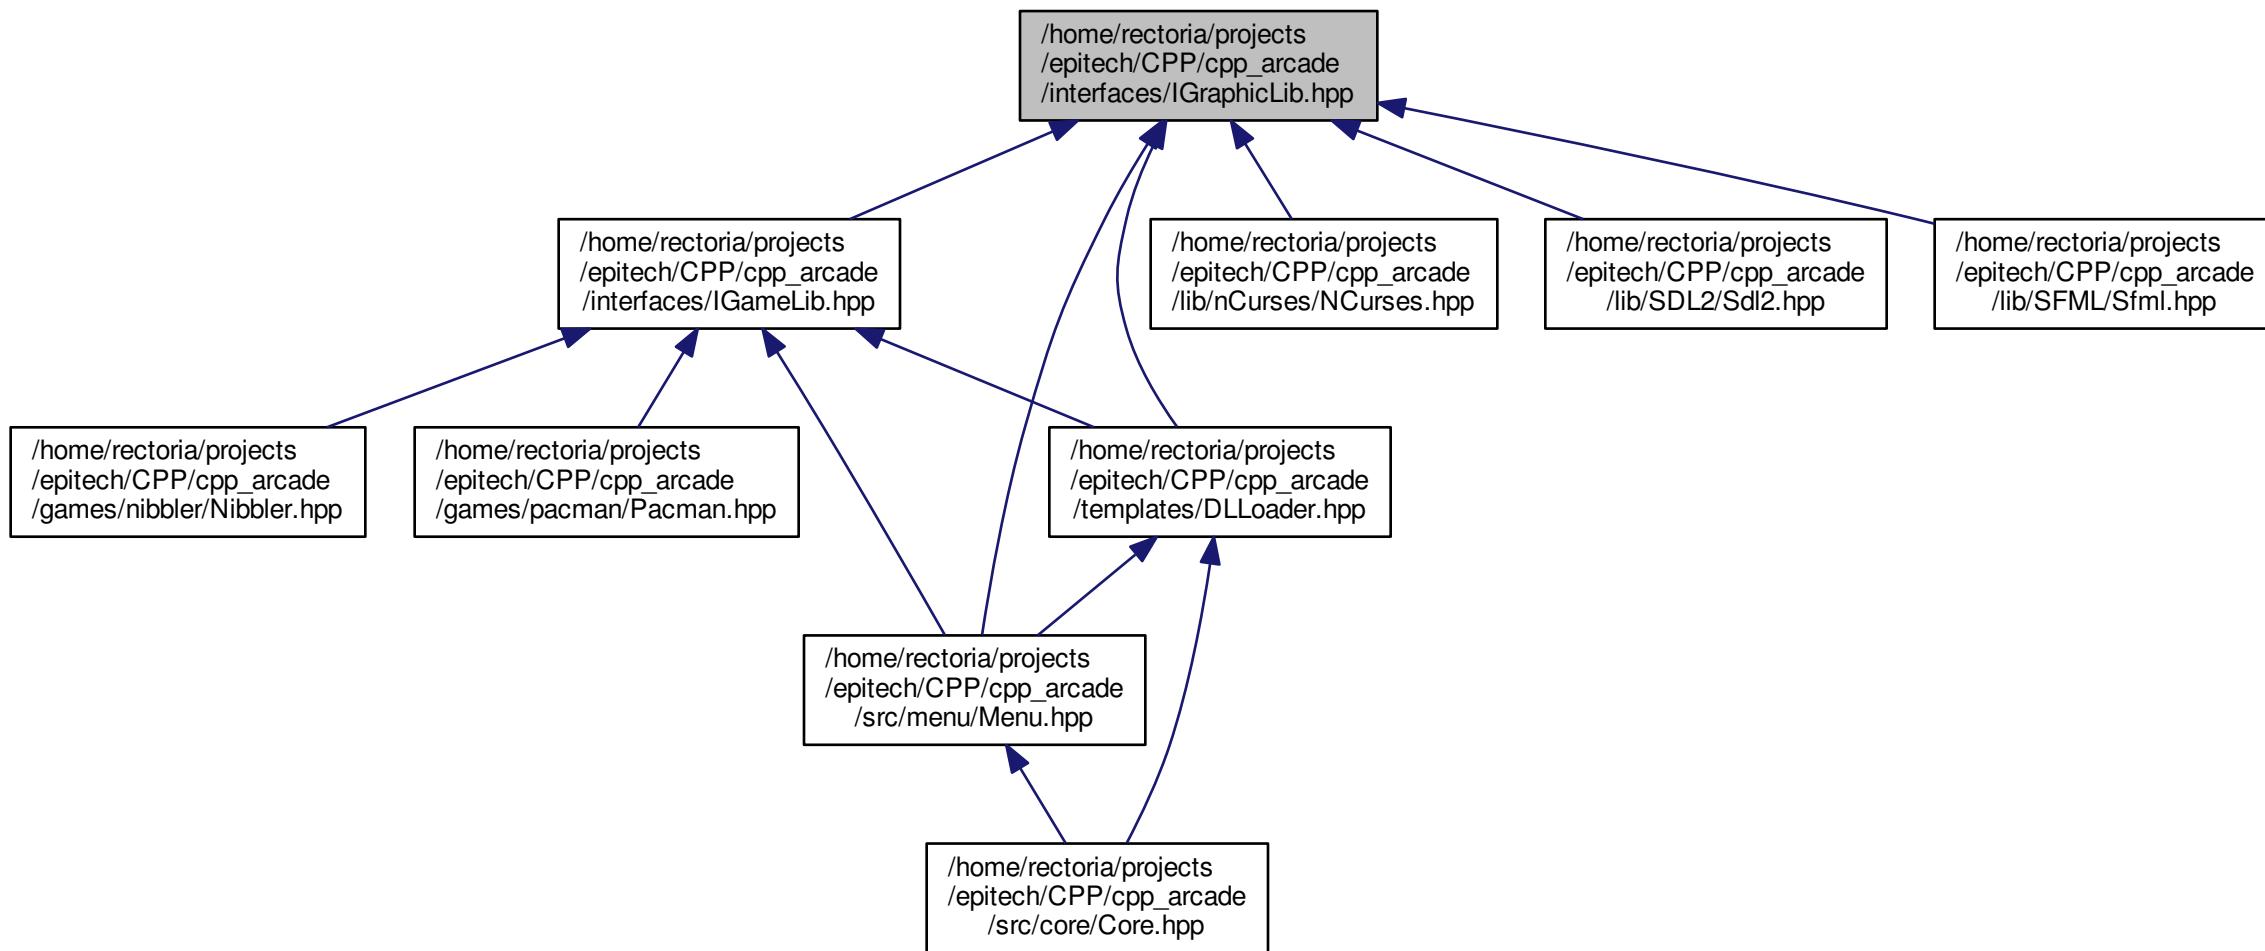 /home/rectoria/projects
/epitech/CPP/cpp_arcade
/interfaces/IGraphicLib.hpp
/home/rectoria/projects
/epitech/CPP/cpp_arcade
/interfaces/IGameLib.hpp
/home/rectoria/projects
/epitech/CPP/cpp_arcade
/lib/nCurses/NCurses.hpp
/home/rectoria/projects
/epitech/CPP/cpp_arcade
/lib/SDL2/Sdl2.hpp
/home/rectoria/projects
/epitech/CPP/cpp_arcade
/lib/SFML/Sfml.hpp
/home/rectoria/projects
/epitech/CPP/cpp_arcade
/games/nibbler/Nibbler.hpp
/home/rectoria/projects
/epitech/CPP/cpp_arcade
/games/pacman/Pacman.hpp
/home/rectoria/projects
/epitech/CPP/cpp_arcade
/templates/DLLoader.hpp
/home/rectoria/projects
/epitech/CPP/cpp_arcade
/src/menu/Menu.hpp
/home/rectoria/projects
/epitech/CPP/cpp_arcade
/src/core/Core.hpp